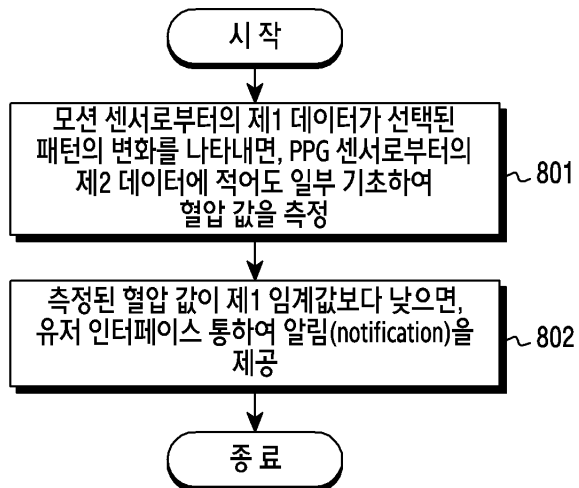 시 작
모션 센서로부터의 제1 데이터가 선택된
패턴의 변화를 나타내면, PPG 센서로부터의
제2 데이터에 적어도 일부 기초하여
혈압 값을 측정
801
측정된 혈압 값이 제1 임계값보다 낮으면,
유저 인터페이스 통하여 알림(notification)을
제공
802
종 료